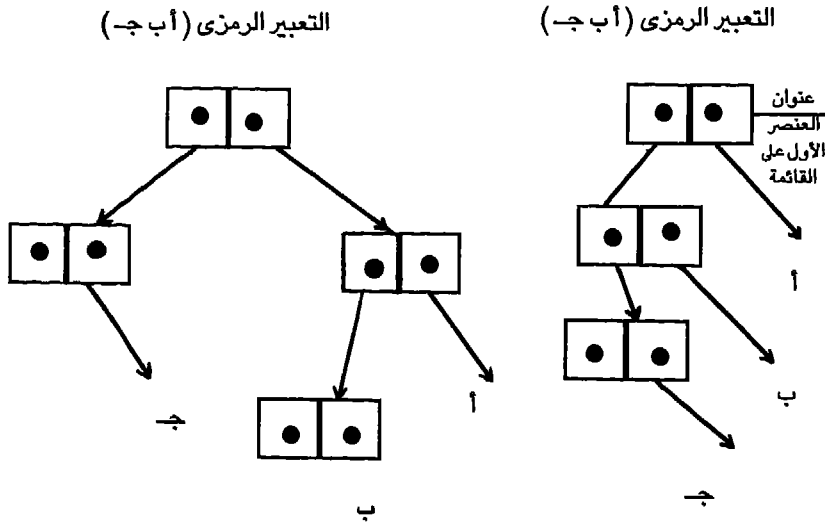 التعبير الرمزى (أ ب جـ)
عنوان
العنصر
الأول على
القائمة
أ
ب
جـ
التعبير الرمزى (أ ب جـ)
أ
جـ
ب